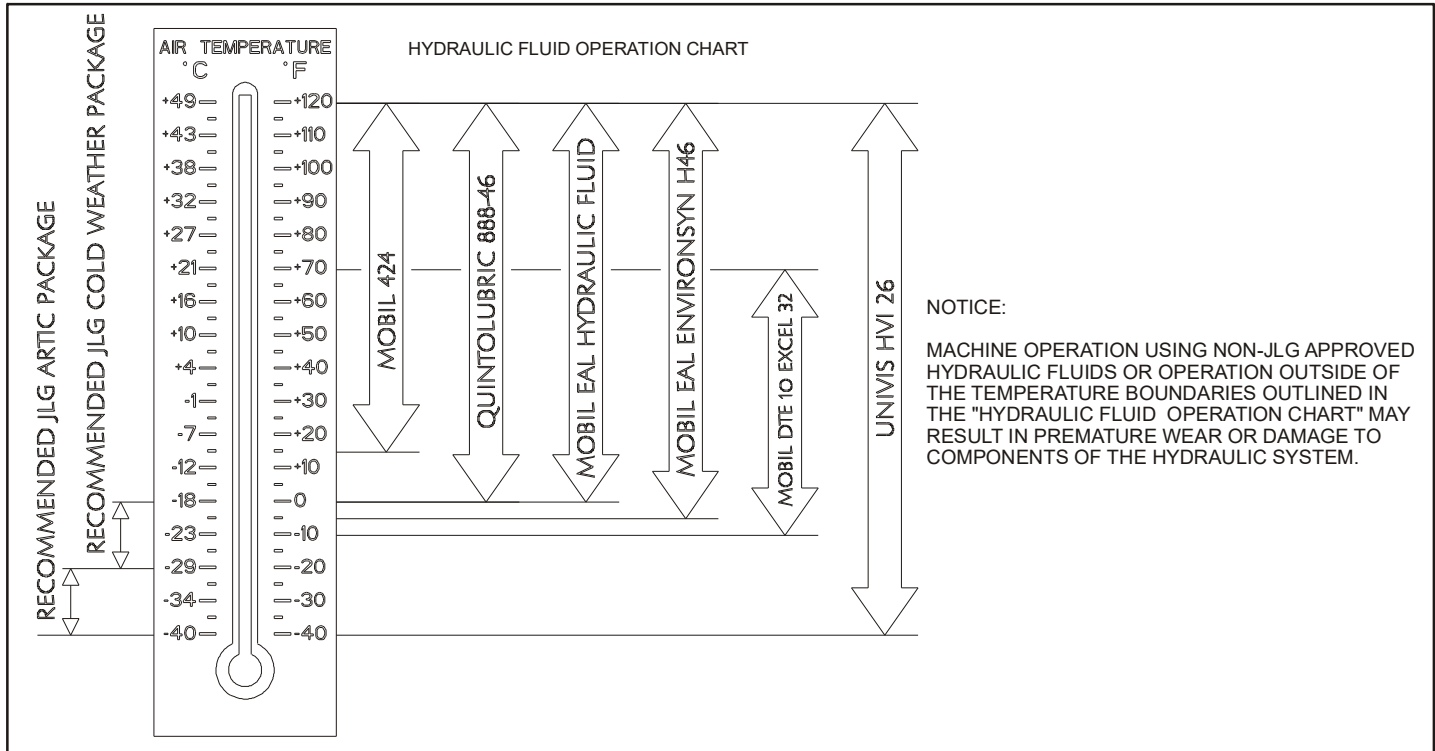 HYDRAULIC FLUID OPERATION CHART
AIR TEMPERATURE
°C °F
+49 +120
+43 +110
+38 +100
+32 +90
+27 +80
+21 +70
+16 +60
+10 +50
+4 +40
-1 +30
-7 +20
-12 +10
-18 0
-23 -10
-29 -20
-34 -30
-40 -40
RECOMMENDED JLG ARTIC PACKAGE
RECOMMENDED JLG COLD WEATHER PACKAGE
MOBIL 424
QUINTOLUBRIC 888-46
MOBIL EAL HYDRAULIC FLUID
MOBIL EAL ENVIRONSYN H46
MOBIL DTE 10 EXCEL 32
UNIVIS HVI 26
NOTICE:
MACHINE OPERATION USING NON-JLG APPROVED
HYDRAULIC FLUIDS OR OPERATION OUTSIDE OF
THE TEMPERATURE BOUNDARIES OUTLINED IN
THE "HYDRAULIC FLUID OPERATION CHART" MAY
RESULT IN PREMATURE WEAR OR DAMAGE TO
COMPONENTS OF THE HYDRAULIC SYSTEM.